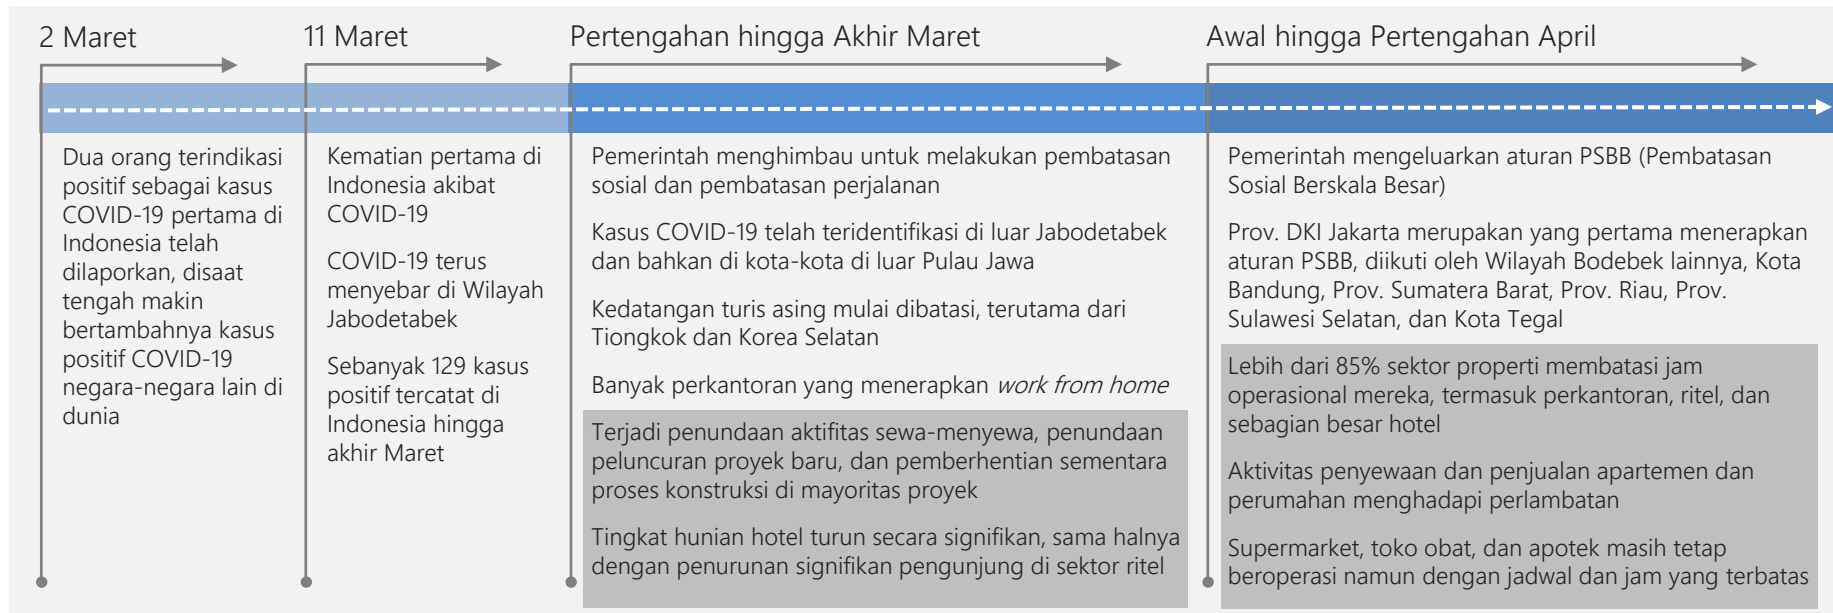 2 Maret
Dua orang terindikasi
positif sebagai kasus
COVID-19 pertama di
Indonesia telah
dilaporkan, disaat
tengah makin
bertambahnya kasus
positif COVID-19
negara-negara lain di
dunia
11 Maret
Kematian pertama di
Indonesia akibat
COVID-19
COVID-19 terus
menyebar di Wilayah
Jabodetabek
Sebanyak 129 kasus
positif tercatat di
Indonesia hingga
akhir Maret
Pertengahan hingga Akhir Maret
Pemerintah menghimbau untuk melakukan pembatasan
sosial dan pembatasan perjalanan
Kasus COVID-19 telah teridentifikasi di luar Jabodetabek
dan bahkan di kota-kota di luar Pulau Jawa
Kedatangan turis asing mulai dibatasi, terutama dari
Tiongkok dan Korea Selatan
Banyak perkantoran yang menerapkan work from home
Terjadi penundaan aktifitas sewa-menyewa, penundaan
peluncuran proyek baru, dan pemberhentian sementara
proses konstruksi di mayoritas proyek
Tingkat hunian hotel turun secara signifikan, sama halnya
dengan penurunan signifikan pengunjung di sektor ritel
Awal hingga Pertengahan April
Pemerintah mengeluarkan aturan PSBB (Pembatasan
Sosial Berskala Besar)
Prov. DKI Jakarta merupakan yang pertama menerapkan
aturan PSBB, diikuti oleh Wilayah Bodebek lainnya, Kota
Bandung, Prov. Sumatera Barat, Prov. Riau, Prov.
Sulawesi Selatan, dan Kota Tegal
Lebih dari 85% sektor properti membatasi jam
operasional mereka, termasuk perkantoran, ritel, dan
sebagian besar hotel
Aktivitas penyewaan dan penjualan apartemen dan
perumahan menghadapi perlambatan
Supermarket, toko obat, dan apotek masih tetap
beroperasi namun dengan jadwal dan jam yang terbatas